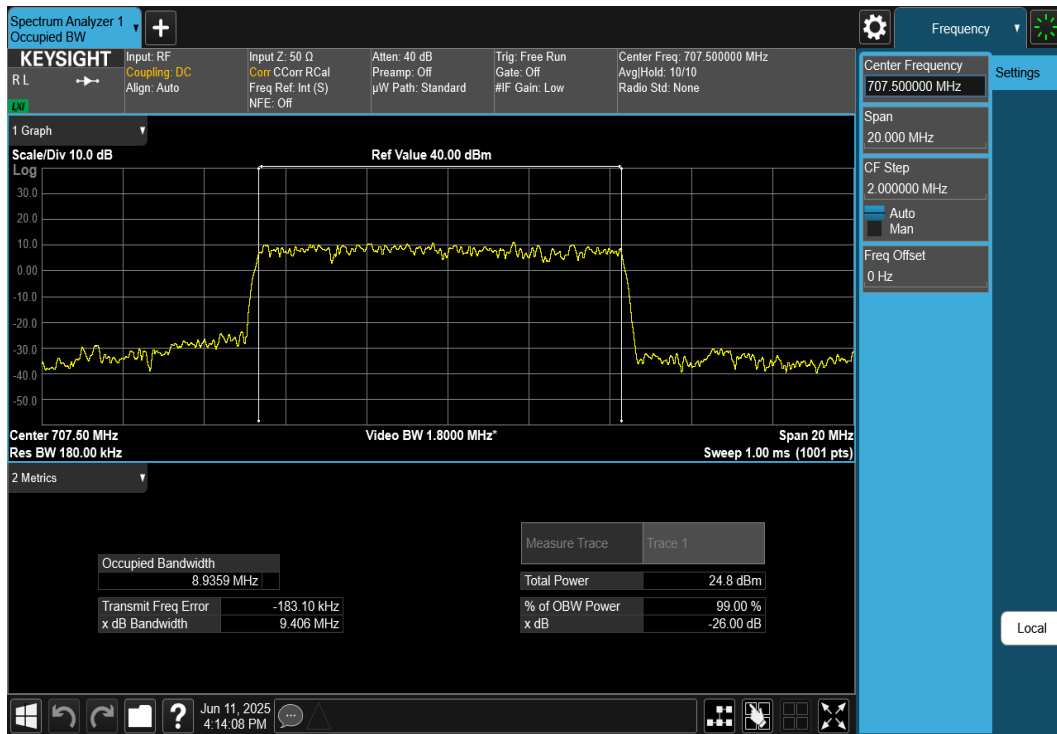 Spectrum Analyzer 1
Occupied BW
Frequency
KEYSIGHT
R L
LXI
Input: RF
Coupling: DC
Align: Auto
Input Z: 50 Ω
Corr CCorr RCal
Freq Ref: Int (S)
NFE: Off
Atten: 40 dB
Preamp: Off
µW Path: Standard
Trig: Free Run
Gate: Off
#IF Gain: Low
Center Freq: 707.500000 MHz
Avg|Hold: 10/10
Radio Std: None
Center Frequency
707.500000 MHz
Settings
Span
20.000 MHz
CF Step
2.000000 MHz
Auto
Man
Freq Offset
0 Hz
Local
1 Graph
Scale/Div 10.0 dB
Ref Value 40.00 dBm
Log
30.0
20.0
10.0
0.00
-10.0
-20.0
-30.0
-40.0
-50.0
Center 707.50 MHz
Video BW 1.8000 MHz*
Span 20 MHz
Res BW 180.00 kHz
Sweep 1.00 ms (1001 pts)
2 Metrics
Measure Trace
Trace 1
Occupied Bandwidth
8.9359 MHz
Total Power
24.8 dBm
Transmit Freq Error
-183.10 kHz
% of OBW Power
99.00 %
x dB Bandwidth
9.406 MHz
x dB
-26.00 dB
?
Jun 11, 2025
4:14:08 PM